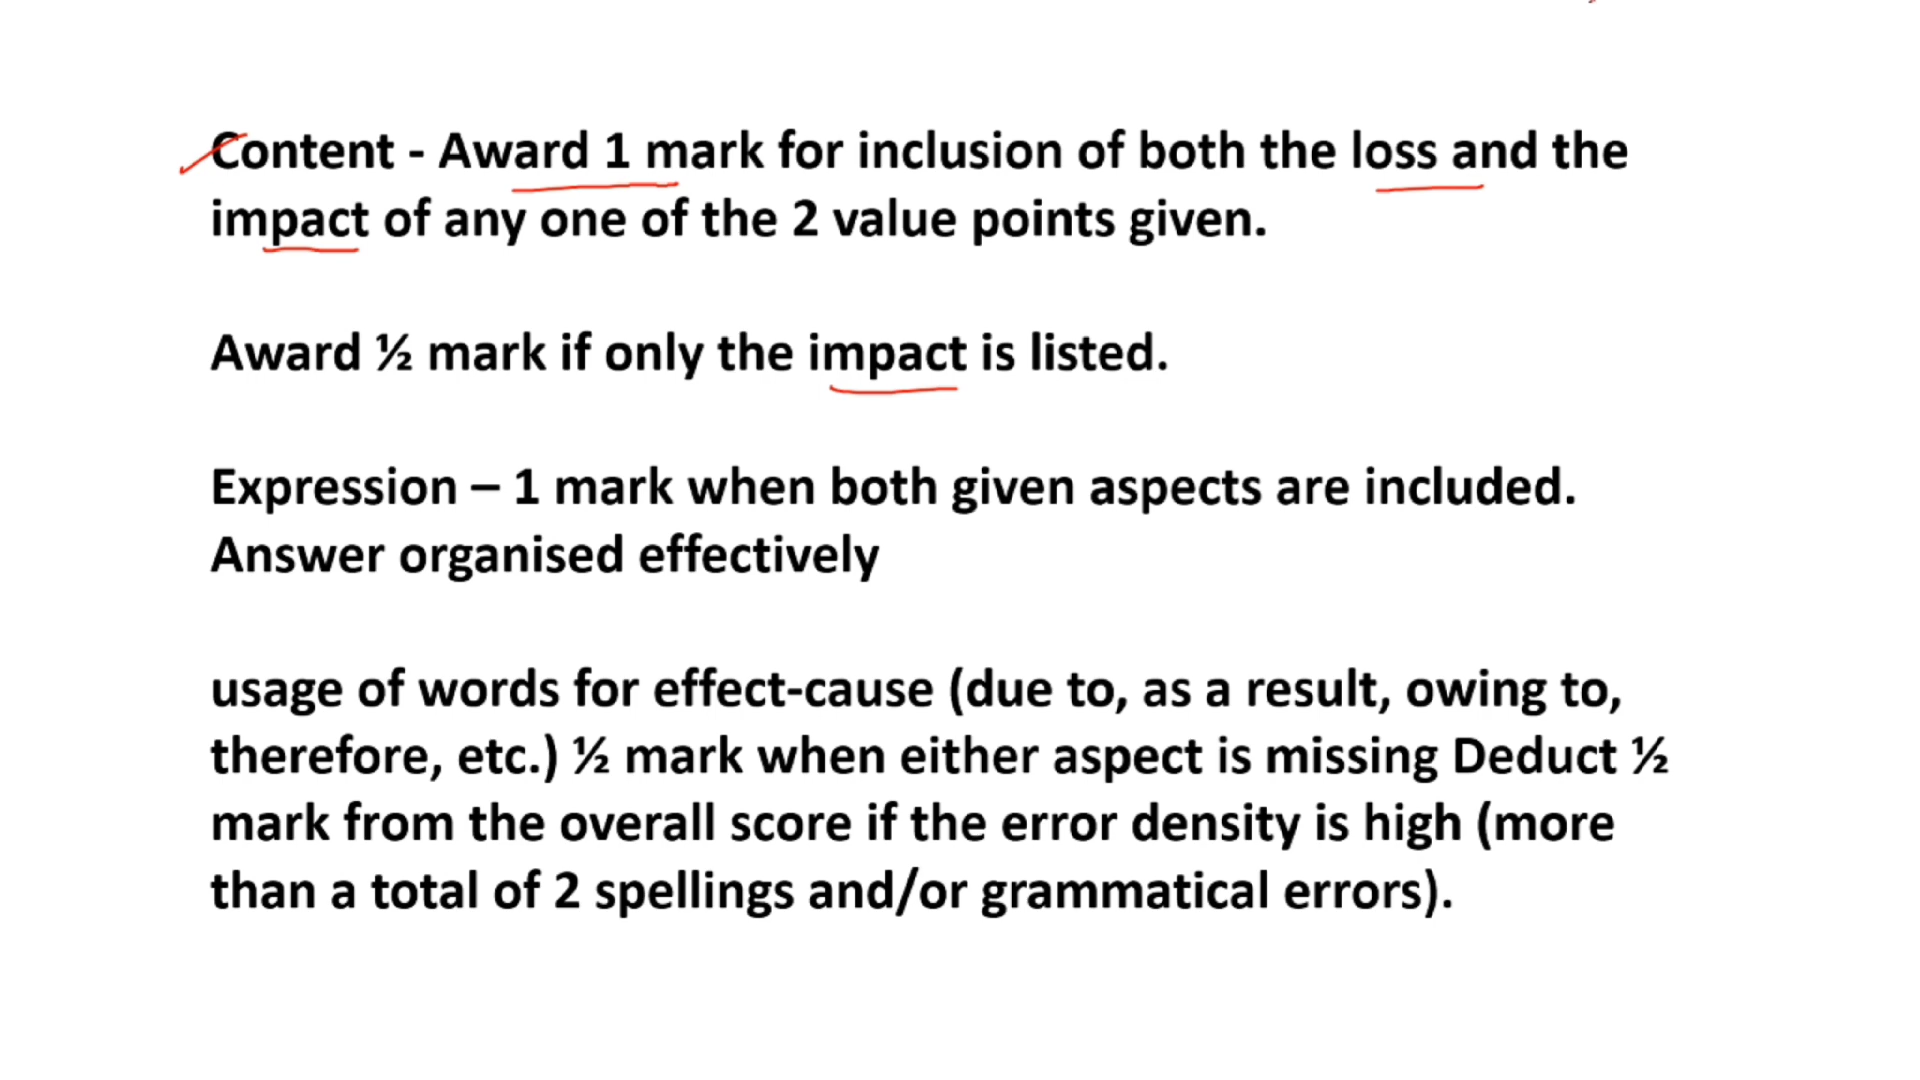 Content - Award 1 mark for inclusion of both the loss and the
impact of any one of the 2 value points given.
Award ½ mark if only the impact is listed.
Expression – 1 mark when both given aspects are included.
Answer organised effectively
usage of words for effect-cause (due to, as a result, owing to,
therefore, etc.) ½ mark when either aspect is missing Deduct ½
mark from the overall score if the error density is high (more
than a total of 2 spellings and/or grammatical errors).